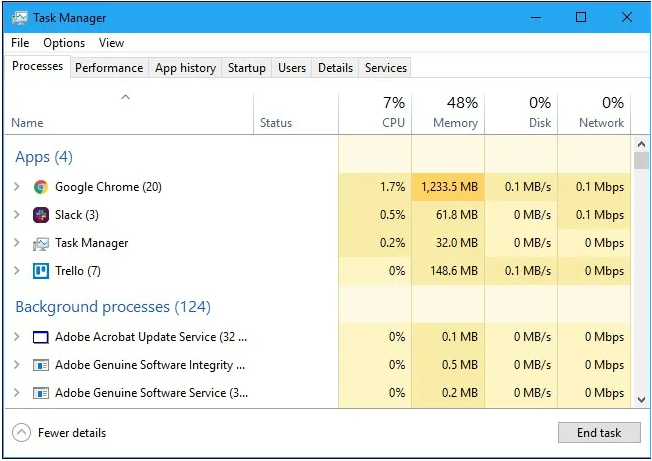 Task Manager
File Options View
Processes Performance App history Startup Users Details Services
7% 48% 0% 0%
Name Status CPU Memory Disk Network
Apps (4)
Google Chrome (20) 1.7% 1,233.5 MB 0.1 MB/s 0.1 Mbps
Slack (3) 0.5% 61.8 MB 0 MB/s 0.1 Mbps
Task Manager 0.2% 32.0 MB 0 MB/s 0 Mbps
Trello (7) 0% 148.6 MB 0.1 MB/s 0 Mbps
Background processes (124)
Adobe Acrobat Update Service (32 ... 0% 0.1 MB 0 MB/s 0 Mbps
Adobe Genuine Software Integrity ... 0% 0.5 MB 0 MB/s 0 Mbps
Adobe Genuine Software Service (3... 0% 0.2 MB 0 MB/s 0 Mbps
Fewer details End task